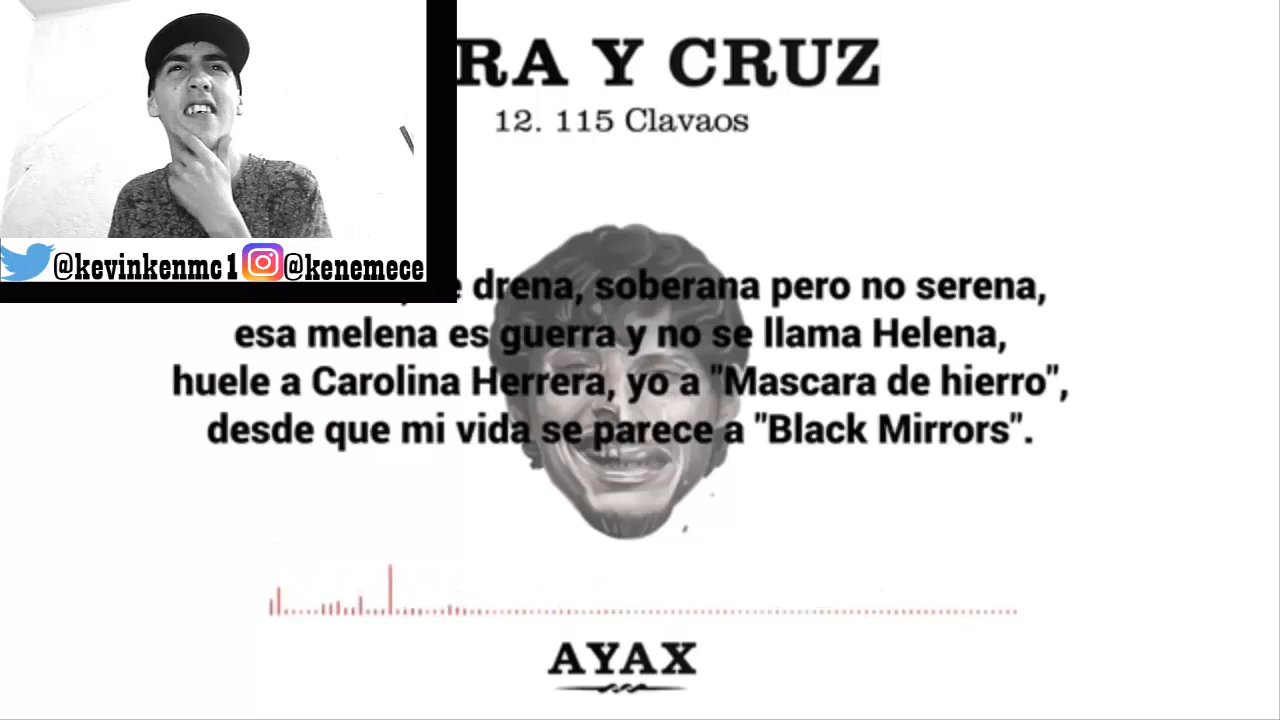 RA Y CRUZ
12. 115 Clavaos
@kevinkenmc1 @kenemece
drena, soberana pero no serena,
esa melena es guerra y no se llama Helena,
huele a Carolina Herrera, yo a "Mascara de hierro",
desde que mi vida se parece a "Black Mirrors".
AYAX